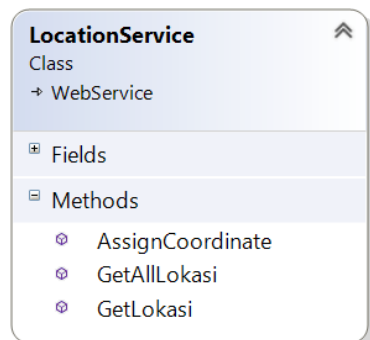 LocationService
Class
WebService
Fields
Methods
AssignCoordinate
GetAllLokasi
GetLokasi